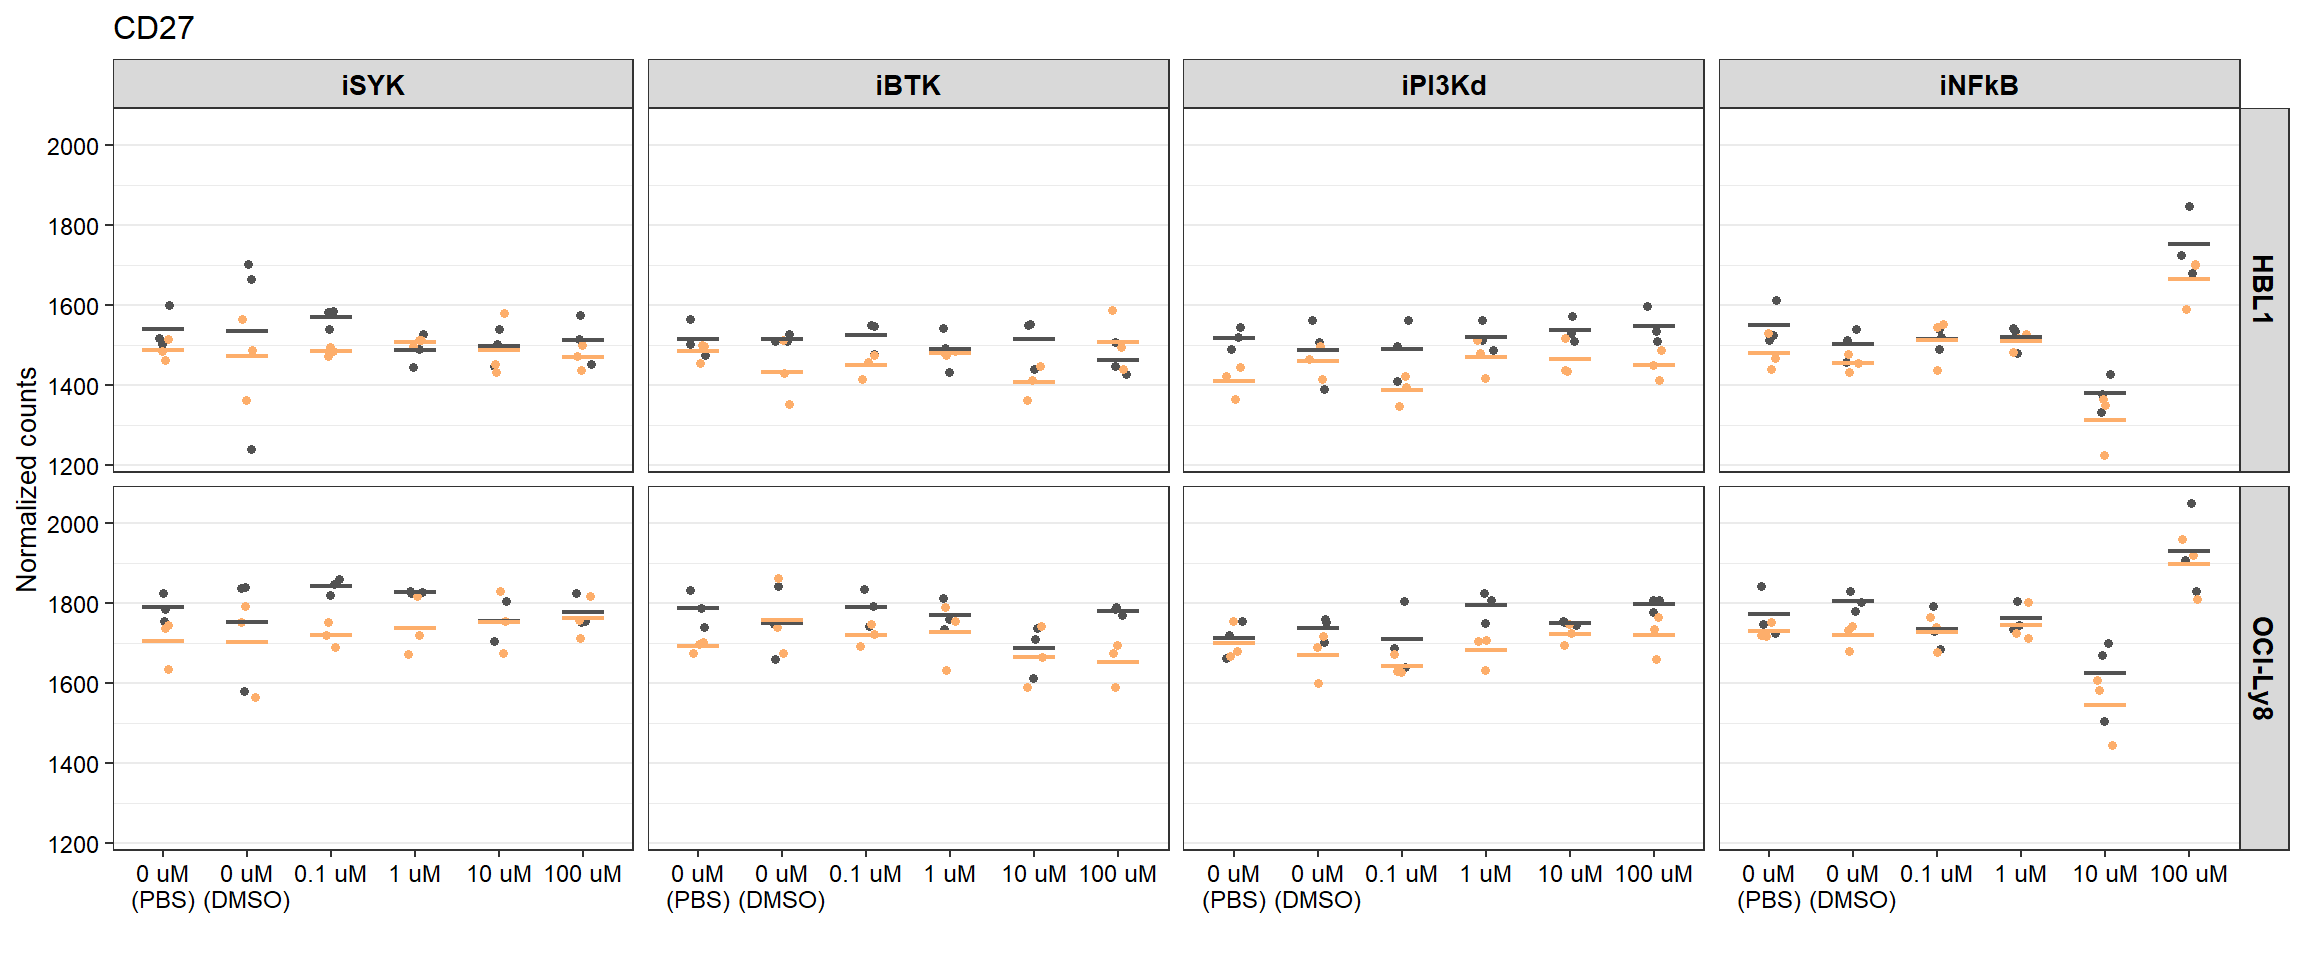 CD27
iSYK
iBTK
iPI3Kd
iNFkB
Normalized counts
2000
1800
1600
1400
1200
HBL1
2000
1800
1600
1400
1200
OCI-Ly8
0 uM (PBS)
0 uM (DMSO)
0.1 uM
1 uM
10 uM
100 uM
0 uM (PBS)
0 uM (DMSO)
0.1 uM
1 uM
10 uM
100 uM
0 uM (PBS)
0 uM (DMSO)
0.1 uM
1 uM
10 uM
100 uM
0 uM (PBS)
0 uM (DMSO)
0.1 uM
1 uM
10 uM
100 uM